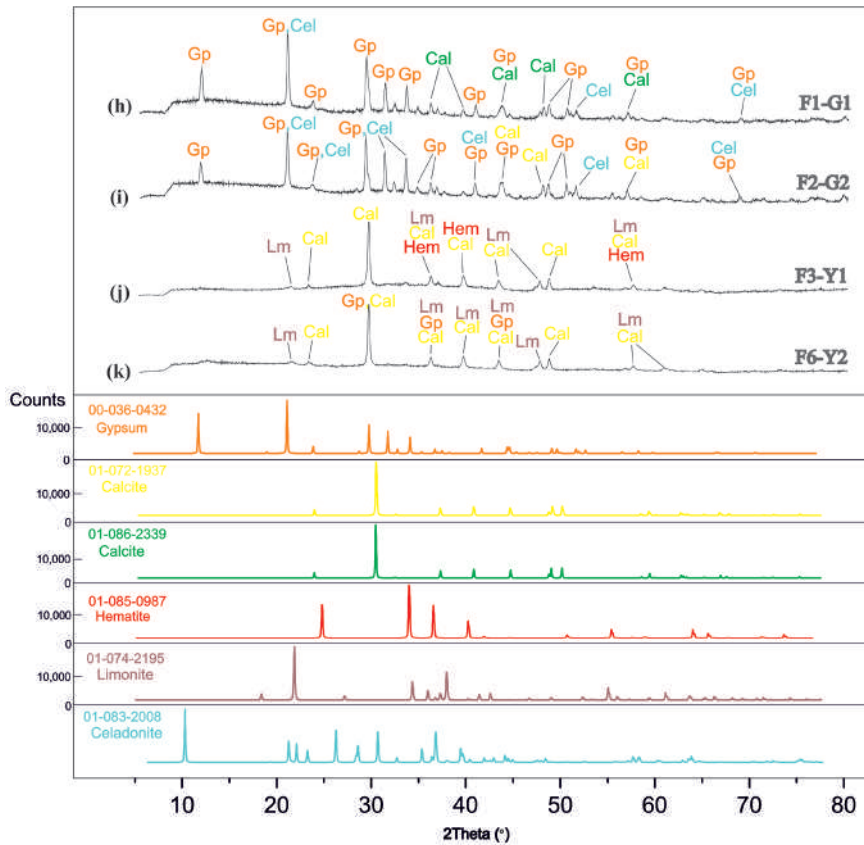 Gp,Cel
Gp
Gp
Gp
Gp
Gp
Cal
Gp
Gp
Cal
Cal
Gp
Cel
Gp
Cal
Gp
Cel
(h)
F1-G1
Gp
Gp,Cel
Gp,Cel
Gp,Cel
Gp
Cel
Gp
Cal
Gp
Cal
Gp
Cel
Gp
Cal
Cel
Gp
(i)
F2-G2
Lm
Cal
Cal
Lm
Cal
Hem
Hem
Cal
Lm
Cal
Cal
Lm
Cal
Hem
(j)
F3-Y1
Lm
Cal
Gp Cal
Lm
Gp
Cal
Lm
Cal
Lm
Gp
Cal
Lm
Cal
Lm
Cal
(k)
F6-Y2
Counts
00-036-0432
Gypsum
10,000
0
01-072-1937
Calcite
10,000
0
01-086-2339
Calcite
10,000
0
01-085-0987
Hematite
10,000
0
01-074-2195
Limonite
10,000
0
01-083-2008
Celadonite
10 20 30 40 50 60 70 80
2Theta (°)